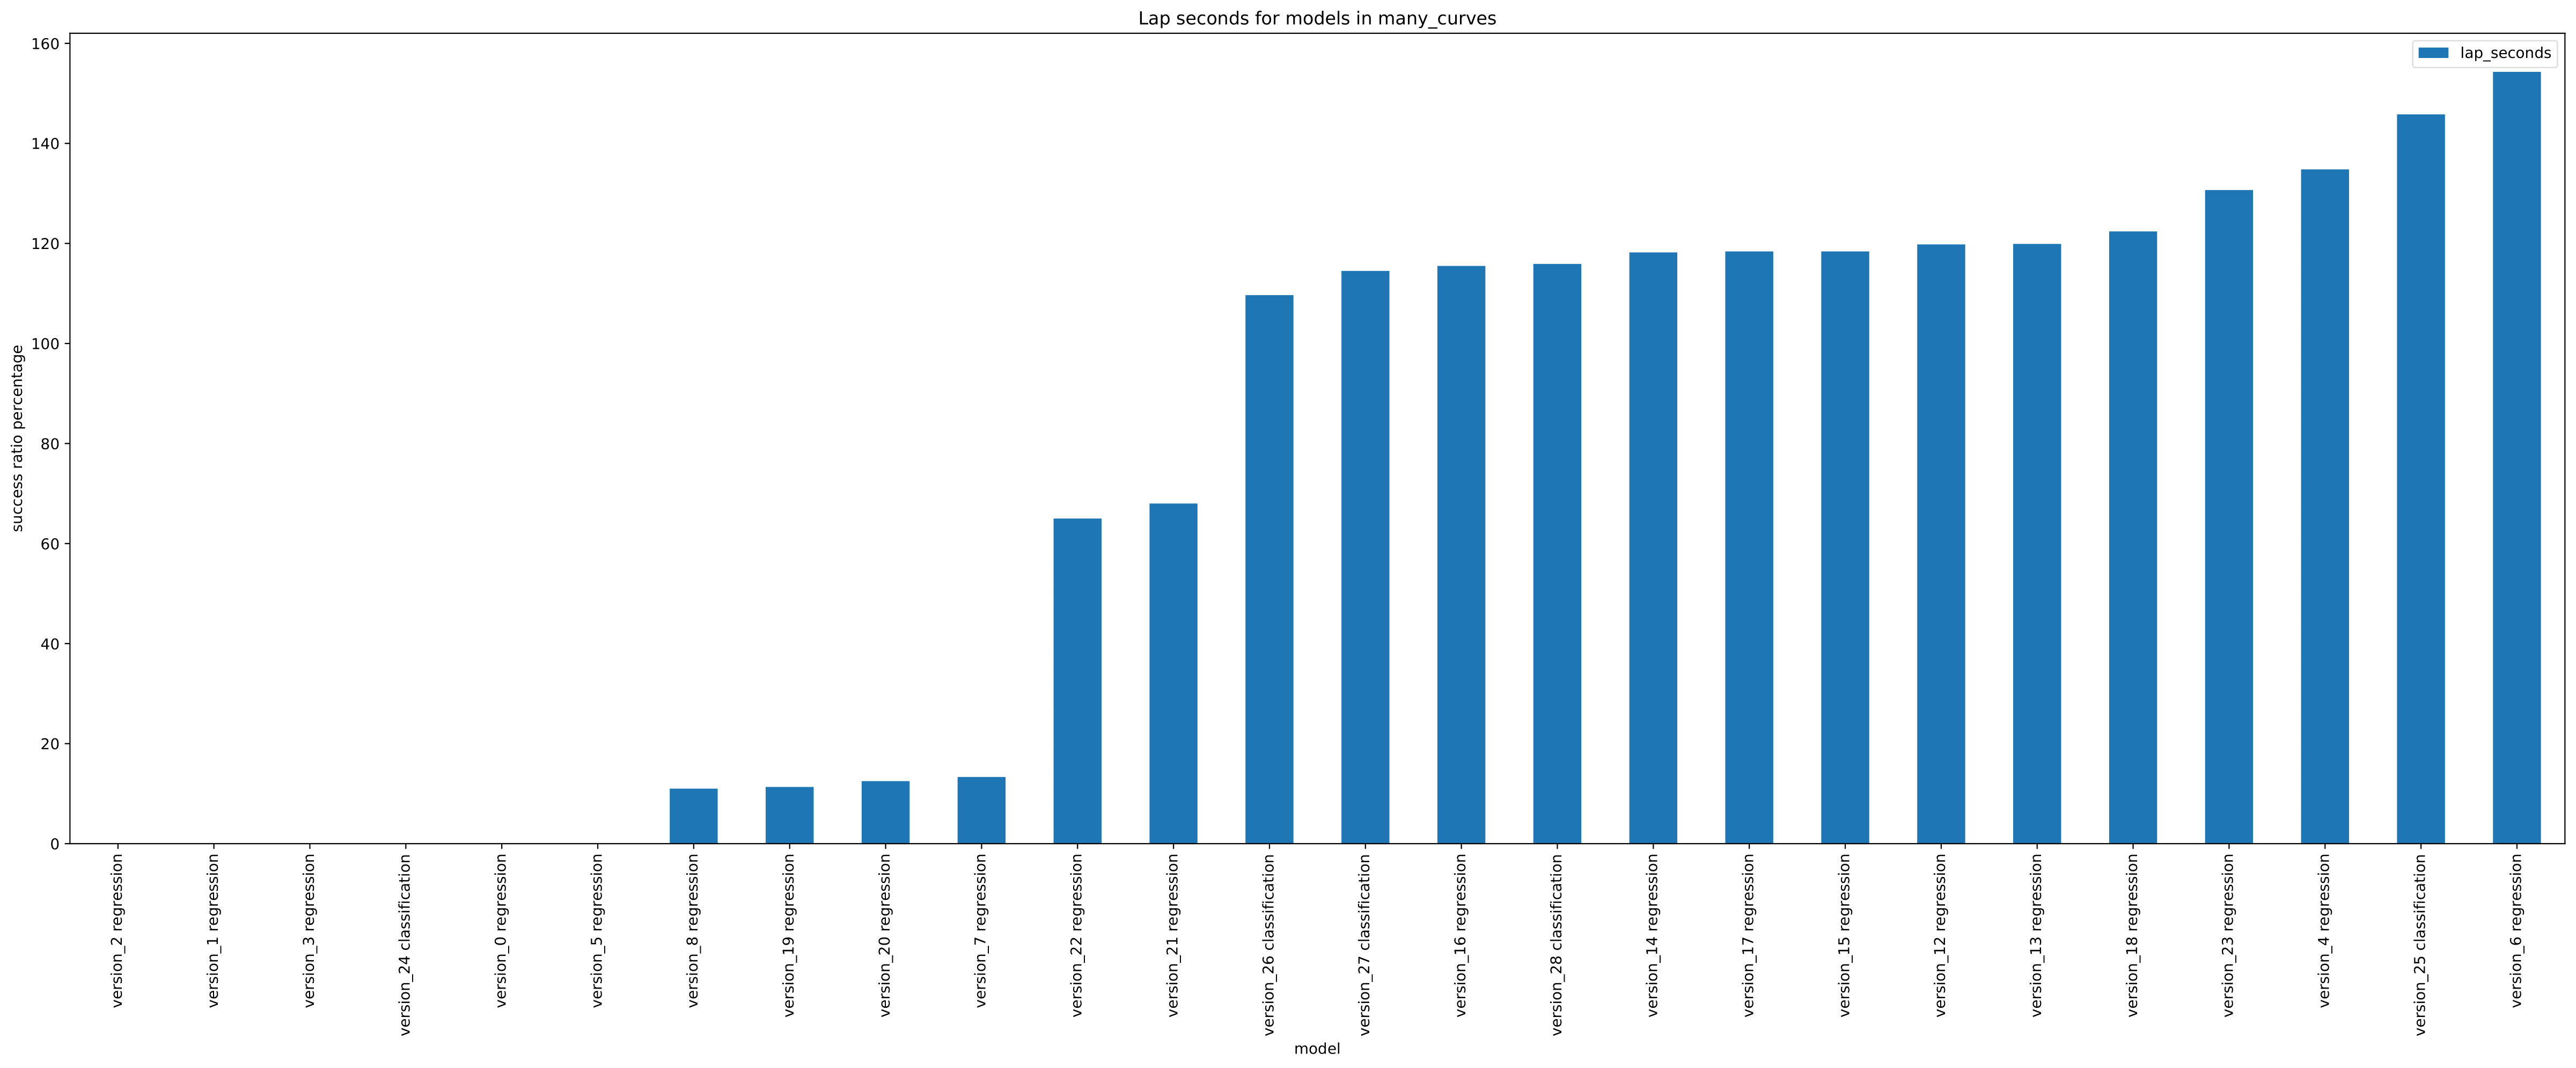 Lap seconds for models in many_curves
lap_seconds
success ratio percentage
160
140
120
100
80
60
40
20
0
version_2 regression
version_1 regression
version_3 regression
version_24 classification
version_0 regression
version_5 regression
version_8 regression
version_19 regression
version_20 regression
version_7 regression
version_22 regression
version_21 regression
version_26 classification
version_27 classification
version_16 regression
version_28 classification
version_14 regression
version_17 regression
version_15 regression
version_12 regression
version_13 regression
version_18 regression
version_23 regression
version_4 regression
version_25 classification
version_6 regression
model